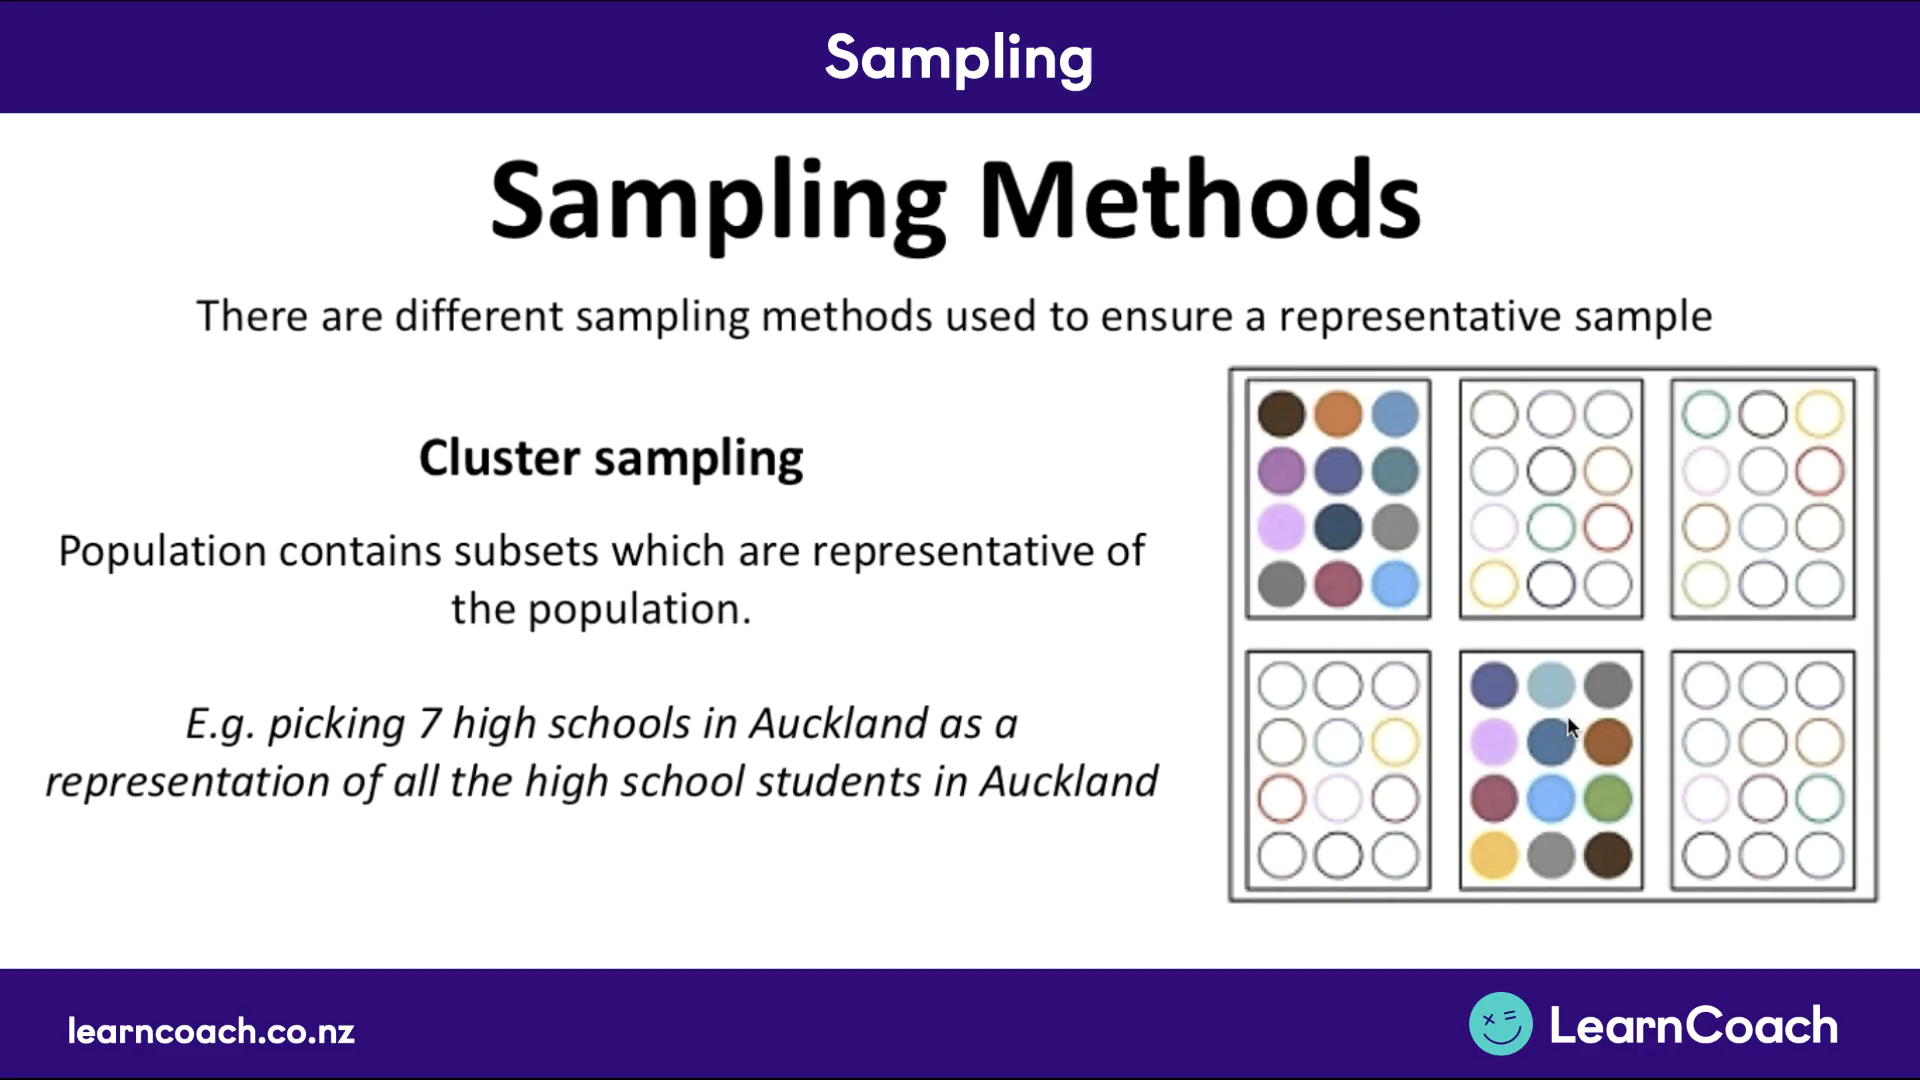 Sampling
Sampling Methods
There are different sampling methods used to ensure a representative sample
Cluster sampling
Population contains subsets which are representative of
the population.
E.g. picking 7 high schools in Auckland as a
representation of all the high school students in Auckland
learncoach.co.nz
LearnCoach